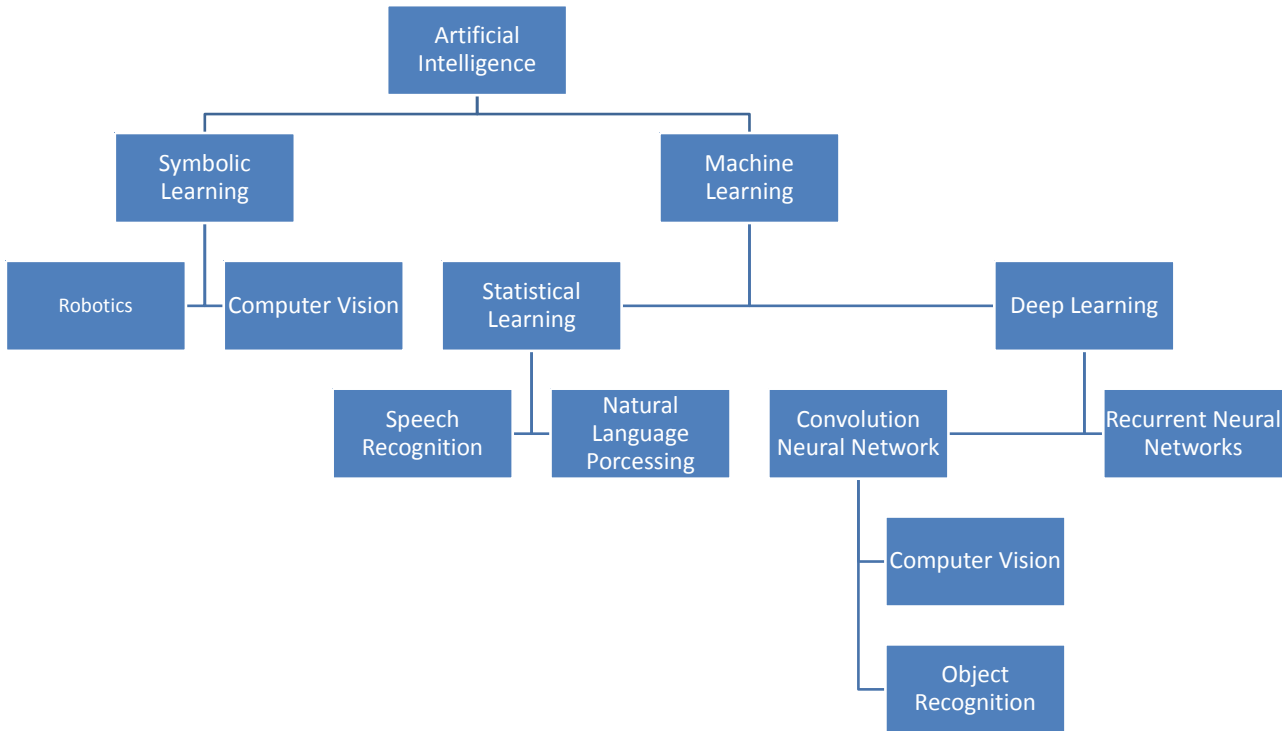 Artificial
Intelligence
Symbolic
Learning
Machine
Learning
Robotics
Computer Vision
Statistical
Learning
Deep Learning
Speech
Recognition
Natural
Language
Porcessing
Convolution
Neural Network
Recurrent Neural
Networks
Computer Vision
Object
Recognition